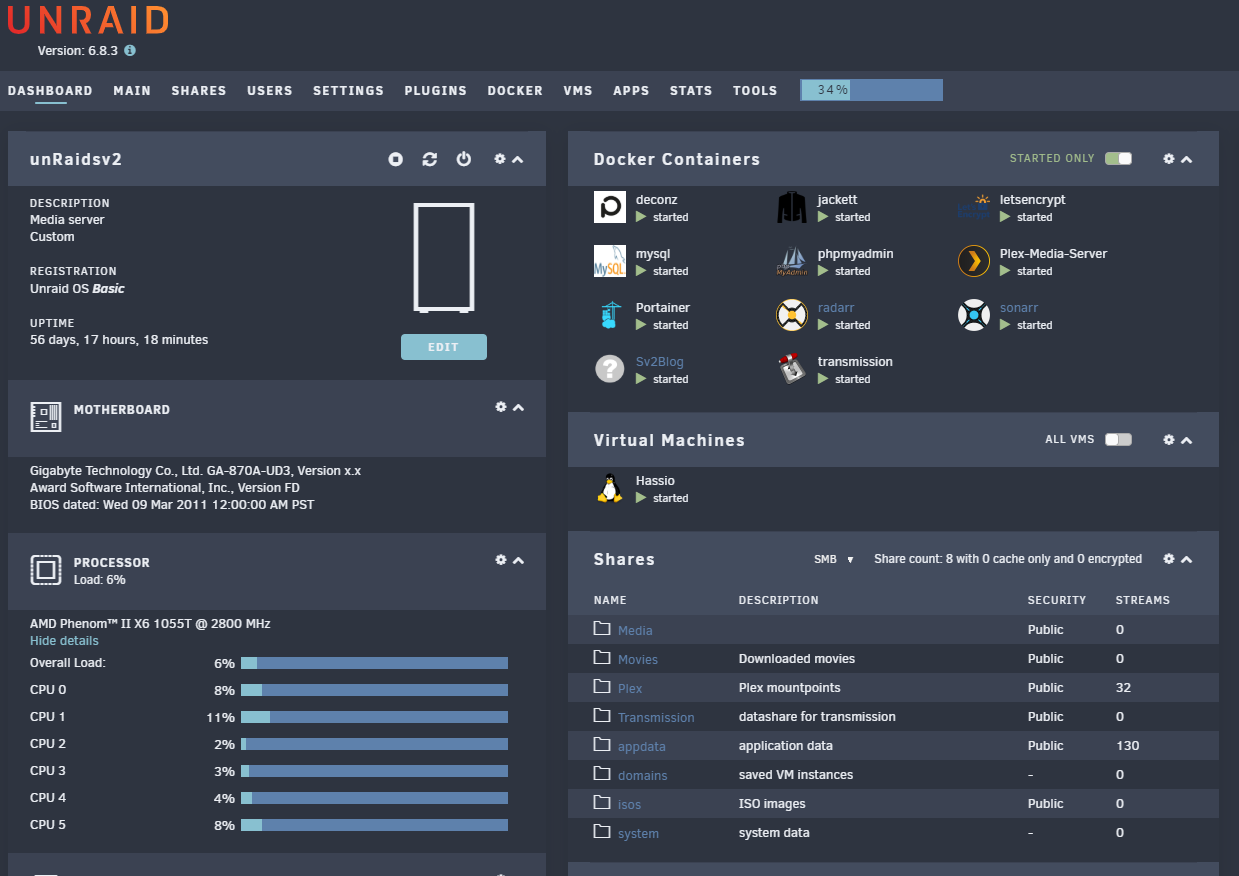 UNRAID
Version: 6.8.3
DASHBOARD MAIN SHARES USERS SETTINGS PLUGINS DOCKER VMS APPS STATS TOOLS 34%
unRaidsv2
DESCRIPTION
Media server
Custom
REGISTRATION
Unraid OS Basic
UPTIME
56 days, 17 hours, 18 minutes
EDIT
MOTHERBOARD
Gigabyte Technology Co., Ltd. GA-870A-UD3, Version x.x
Award Software International, Inc., Version FD
BIOS dated: Wed 09 Mar 2011 12:00:00 AM PST
PROCESSOR
Load: 6%
AMD Phenom™ II X6 1055T @ 2800 MHz
Hide details
Overall Load: 6%
CPU 0 8%
CPU 1 11%
CPU 2 2%
CPU 3 3%
CPU 4 4%
CPU 5 8%
Docker Containers STARTED ONLY
deconz jackett letsencrypt
started started started
mysql phpmyadmin Plex-Media-Server
started started started
Portainer radarr sonarr
started started started
Sv2Blog transmission
started started
Virtual Machines ALL VMS
Hassio
started
Shares SMB Share count: 8 with 0 cache only and 0 encrypted
NAME DESCRIPTION SECURITY STREAMS
Media Public 0
Movies Downloaded movies Public 0
Plex Plex mountpoints Public 32
Transmission datashare for transmission Public 0
appdata application data Public 130
domains saved VM instances - 0
isos ISO images Public 0
system system data - 0